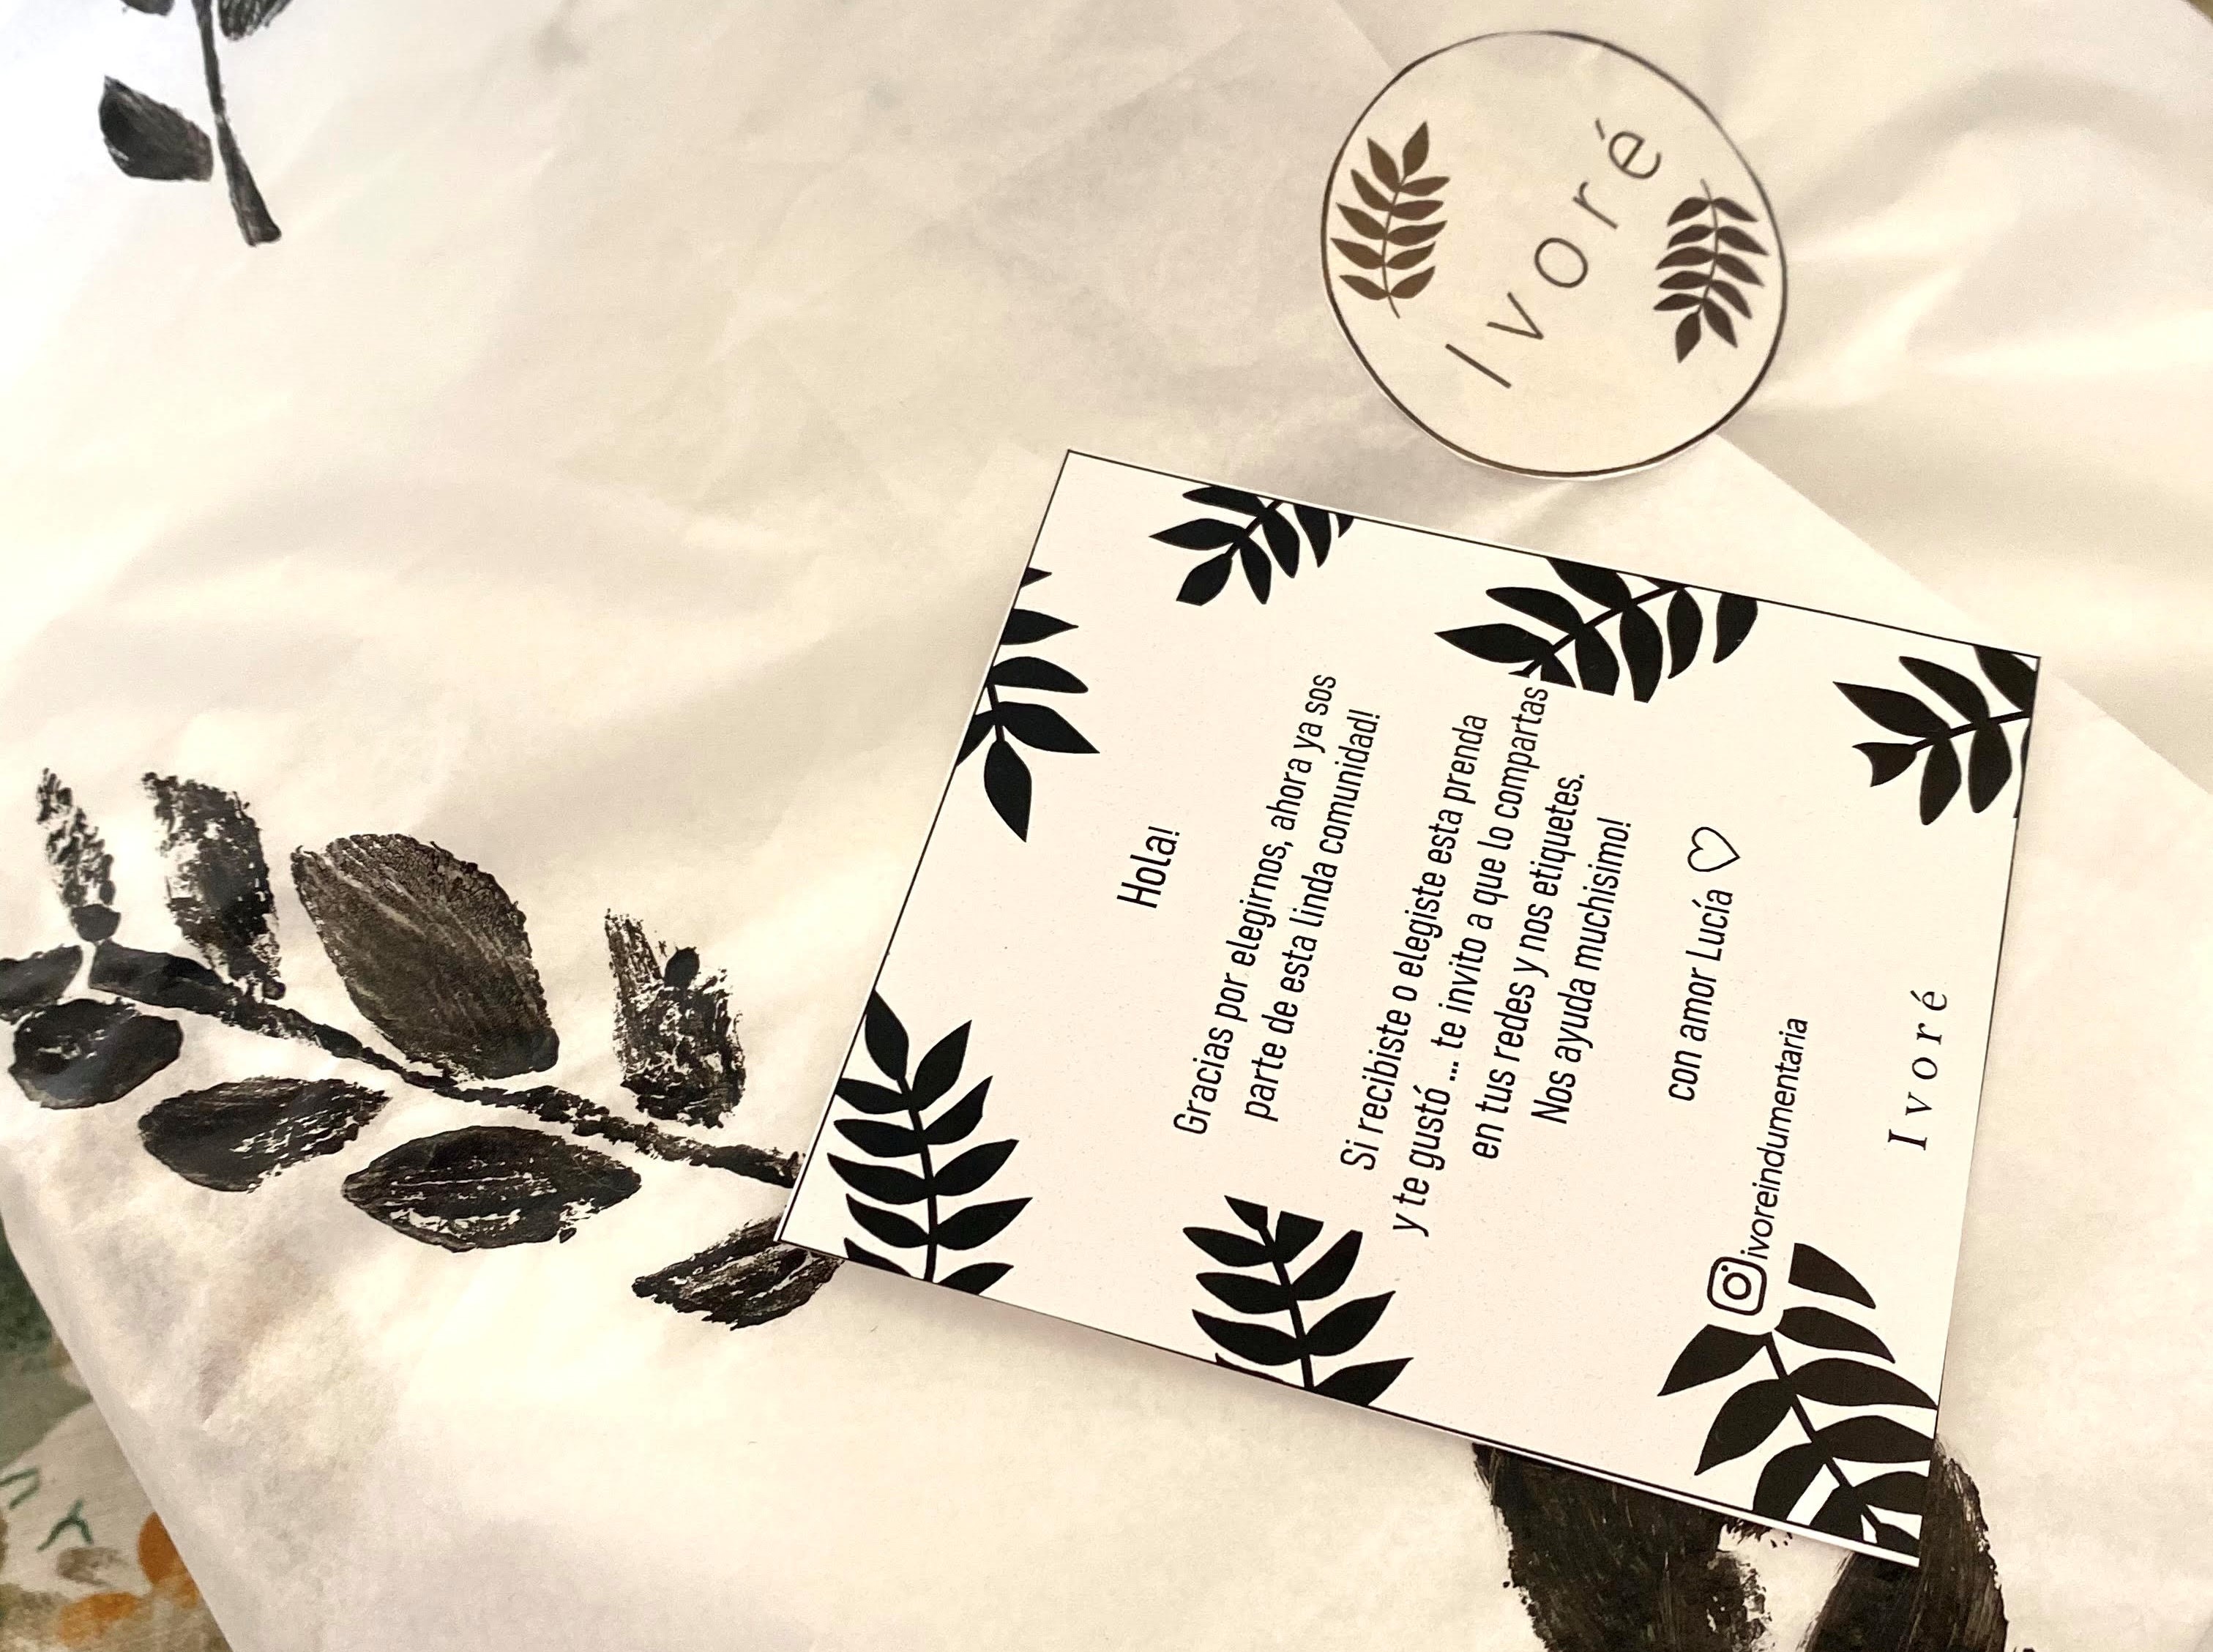 Ivoré
Hola!
Gracias por elegirnos, ahora ya sos
parte de esta linda comunidad!
Si recibiste o elegiste esta prenda
y te gustó ... te invito a que lo compartas
en tus redes y nos etiquetes.
Nos ayuda muchisimo!
con amor Lucía ♡
ivoreindumentaria
Ivoré